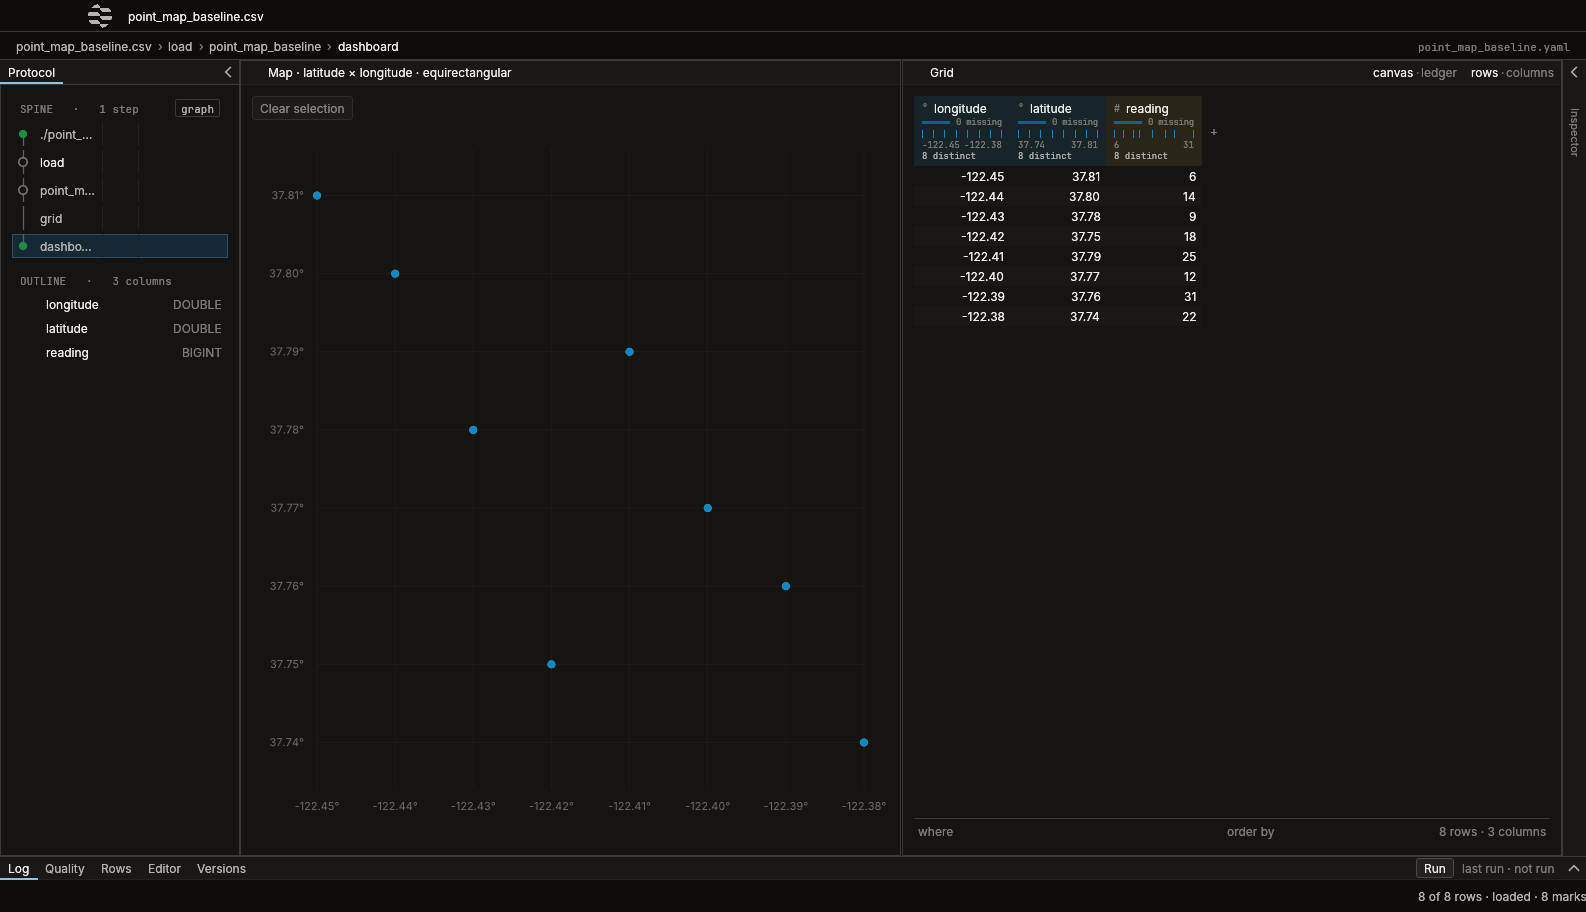 point_map_baseline.csv
point_map_baseline.csv › load › point_map_baseline › dashboard
point_map_baseline.yaml
Protocol
SPINE · 1 step
graph
./point_...
load
point_m...
grid
dashbo...
OUTLINE · 3 columns
longitude DOUBLE
latitude DOUBLE
reading BIGINT
Map · latitude × longitude · equirectangular
Clear selection
37.81°
37.80°
37.79°
37.78°
37.77°
37.76°
37.75°
37.74°
-122.45° -122.44° -122.43° -122.42° -122.41° -122.40° -122.39° -122.38°
Grid
canvas · ledger rows · columns
° longitude ° latitude # reading
0 missing 0 missing 0 missing
+
-122.45 -122.38 37.74 37.81 6 31
8 distinct 8 distinct 8 distinct
-122.45 37.81 6
-122.44 37.80 14
-122.43 37.78 9
-122.42 37.75 18
-122.41 37.79 25
-122.40 37.77 12
-122.39 37.76 31
-122.38 37.74 22
where order by 8 rows · 3 columns
Inspector
Log Quality Rows Editor Versions
Run last run · not run
8 of 8 rows · loaded · 8 marks